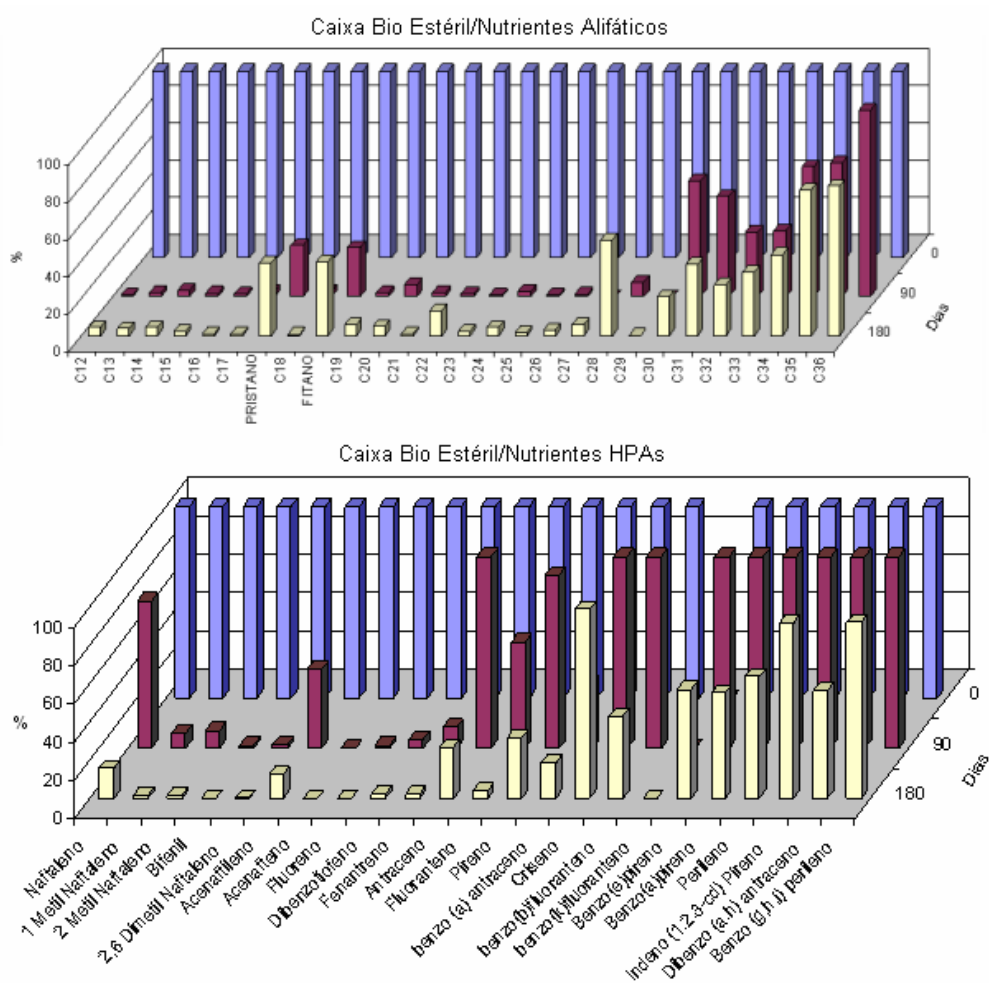 Caixa Bio Estéril/Nutrientes Alifáticos
100
80
60
40
20
0
%
C12
C13
C14
C15
C16
C17
PRISTANO
C18
FITANO
C19
C20
C21
C22
C23
C24
C25
C26
C27
C28
C29
C30
C31
C32
C33
C34
C35
C36
0
90
180
Dias
Caixa Bio Estéril/Nutrientes HPAs
100
80
60
40
20
0
%
Naftaleno
1 Metil Naftaleno
2 Metil Naftaleno
Bifenil
2,6 Dimetil Naftaleno
Acenaftileno
Acenafteno
Fluoreno
Dibenzotiofeno
Fenantreno
Antraceno
Fluoranteno
Pireno
benzo (a) antraceno
Criseno
benzo(b)fluoranteno
benzo(k)fluoranteno
Benzo(e)pireno
Benzo(a)pireno
Perileno
Indeno (1,2,3-cd) Pireno
Dibenzo (a,h) antraceno
Benzo (g,h,i) perileno
0
90
180
Dias